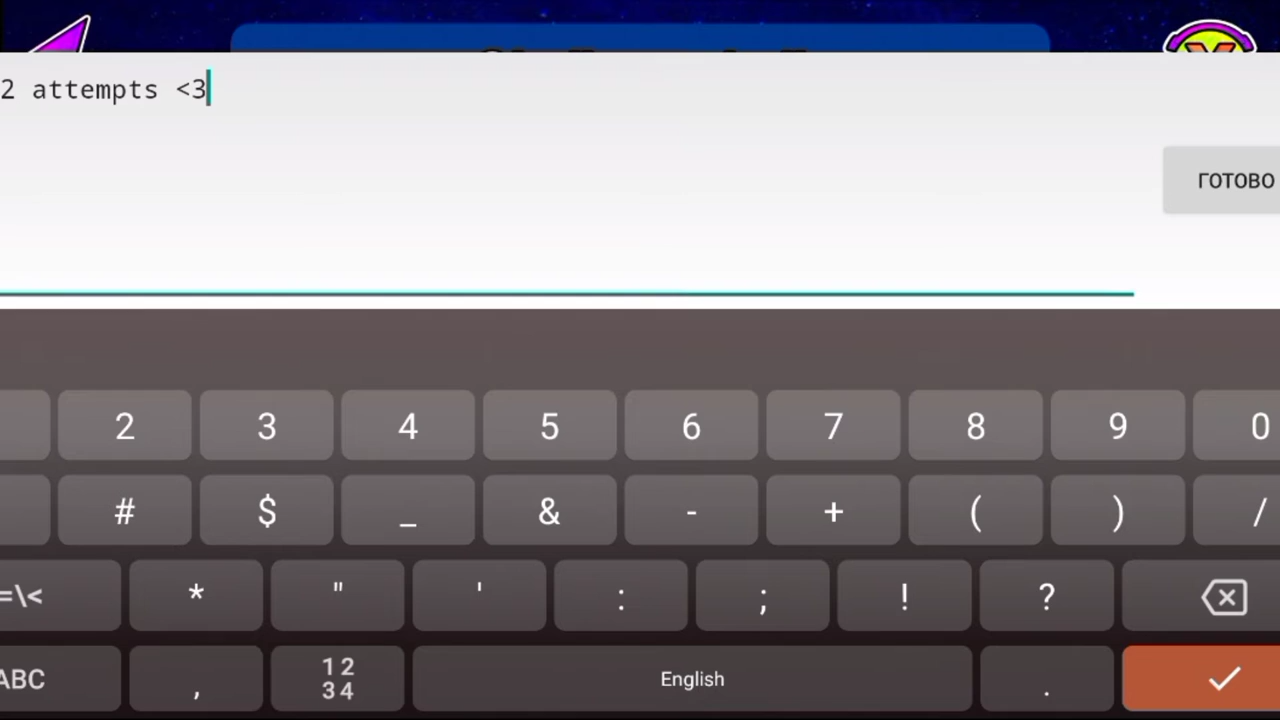 2 attempts <3
ГОТОВО
2 3 4 5 6 7 8 9 0
# $ _ & - + ( ) /
=\< * " ' : ; ! ?
ABC , 12 34 English .